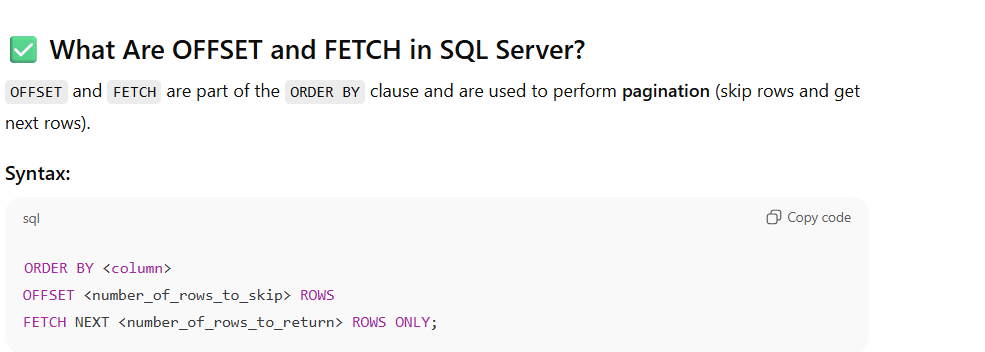 ✅ What Are OFFSET and FETCH in SQL Server?
OFFSET and FETCH are part of the ORDER BY clause and are used to perform pagination (skip rows and get
next rows).
Syntax:
sql
Copy code
ORDER BY <column>
OFFSET <number_of_rows_to_skip> ROWS
FETCH NEXT <number_of_rows_to_return> ROWS ONLY;